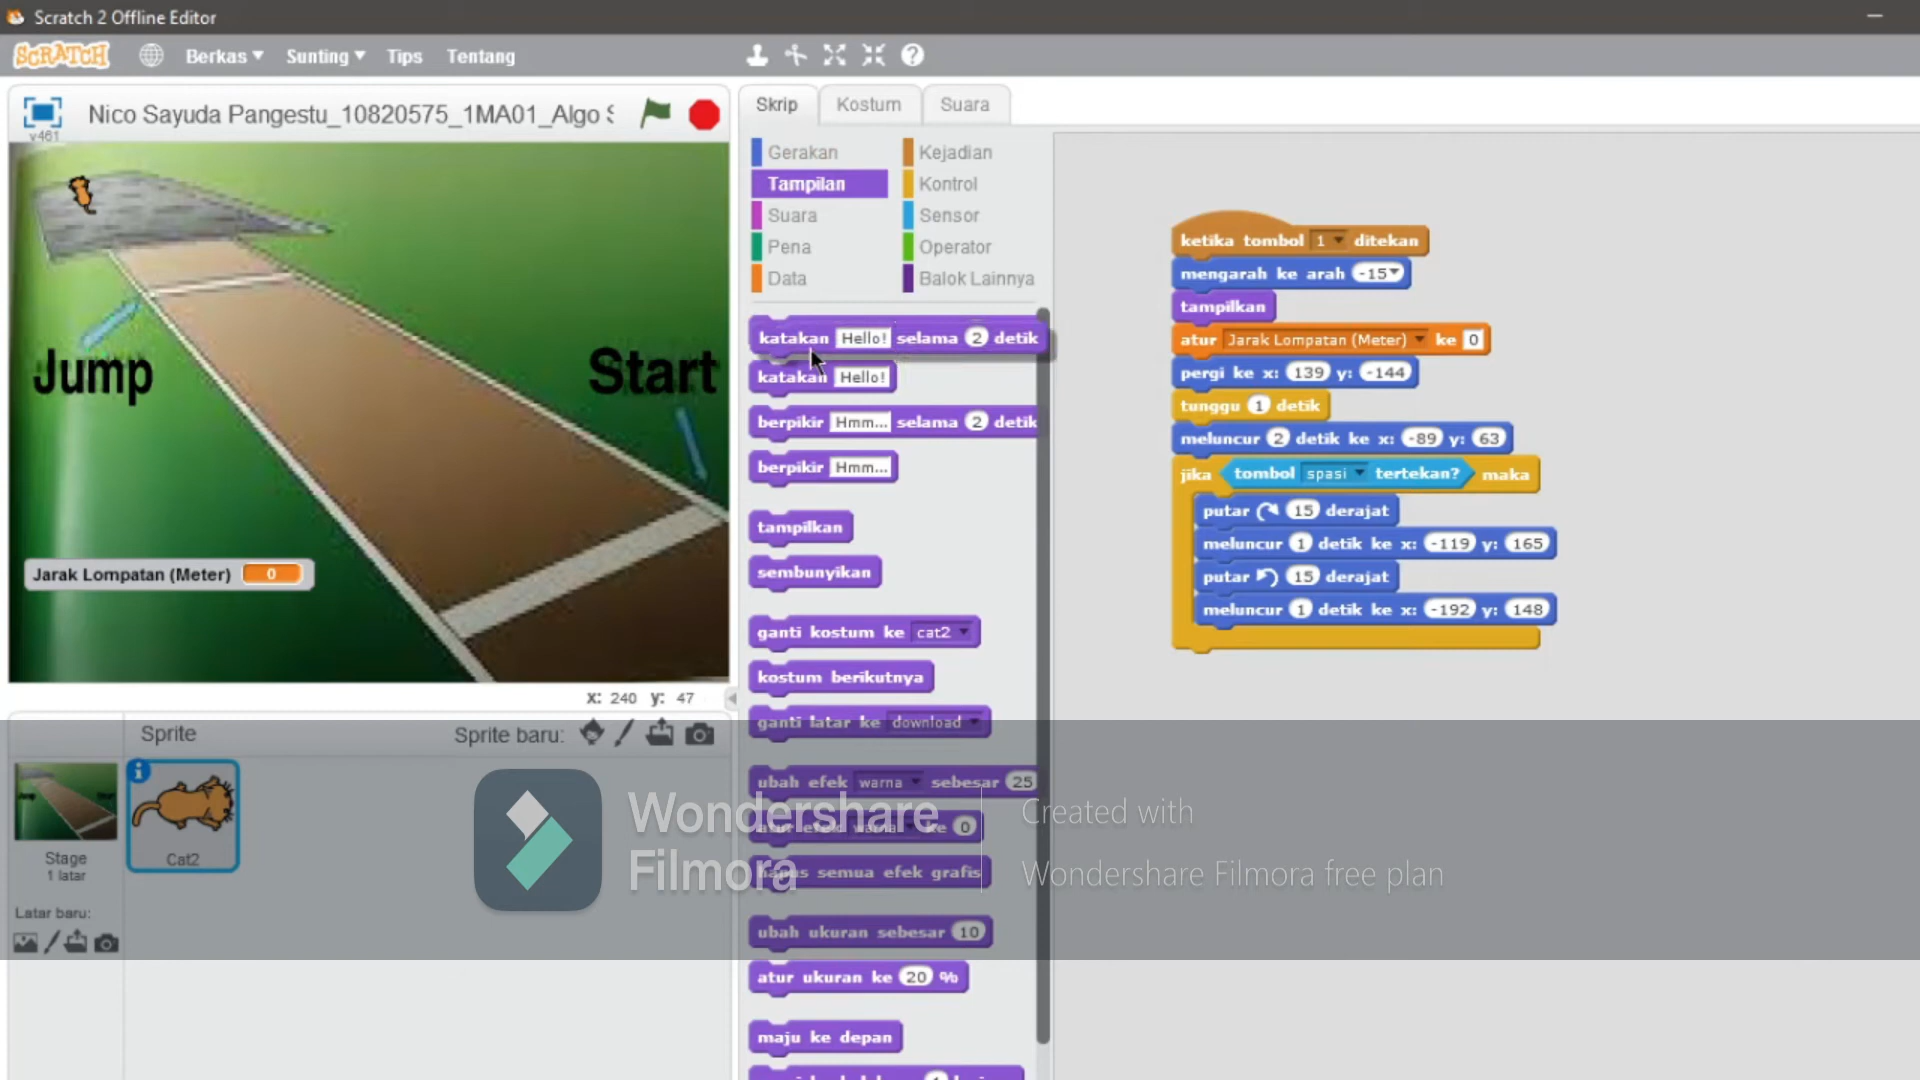 Scratch 2 Offline Editor
SCRATCH
Berkas
Sunting
Tips
Tentang
v461
Nico Sayuda Pangestu_10820575_1MA01_Algo
Jump
Start
Jarak Lompatan (Meter) 0
x: 240 y: 47
Sprite
Sprite baru:
Stage
1 latar
Cat2
Latar baru:
Skrip
Kostum
Suara
Gerakan
Kejadian
Tampilan
Kontrol
Suara
Sensor
Pena
Operator
Data
Balok Lainnya
katakan Hello! selama 2 detik
katakan Hello!
berpikir Hmm... selama 2 detik
berpikir Hmm...
tampilkan
sembunyikan
ganti kostum ke cat2
kostum berikutnya
ganti latar ke download
ubah efek warna sebesar 25
atur efek warna ke 0
hapus semua efek grafis
ubah ukuran sebesar 10
atur ukuran ke 20 %
maju ke depan
ketika tombol 1 ditekan
mengarah ke arah -15
tampilkan
atur Jarak Lompatan (Meter) ke 0
pergi ke x: 139 y: -144
tunggu 1 detik
meluncur 2 detik ke x: -89 y: 63
jika tombol spasi tertekan? maka
putar 15 derajat
meluncur 1 detik ke x: -119 y: 165
putar 15 derajat
meluncur 1 detik ke x: -192 y: 148
Wondershare
Filmora
Created with
Wondershare Filmora free plan